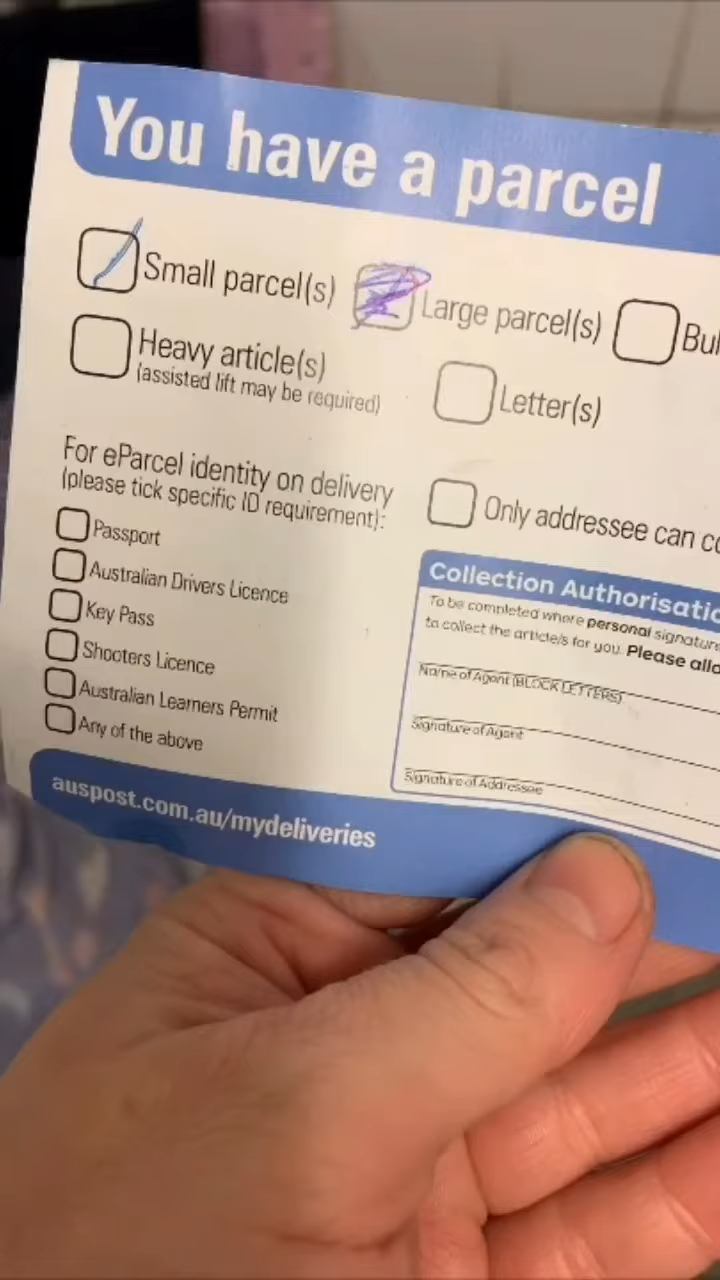 You have a parcel
Small parcel(s) Large parcel(s)
Heavy article(s)
(assisted lift may be required)
Letter(s)
For eParcel identity on delivery
(please tick specific ID requirement):
Passport
Australian Drivers Licence
Key Pass
Shooters Licence
Australian Learners Permit
Any of the above
Only addressee can
Collection
To be completed where personal
to collect the article/s for you. Please
Name of Agent (BLOCK LETTERS)
Signature of Agent
Signature of Addressee
auspost.com.au/mydeliveries